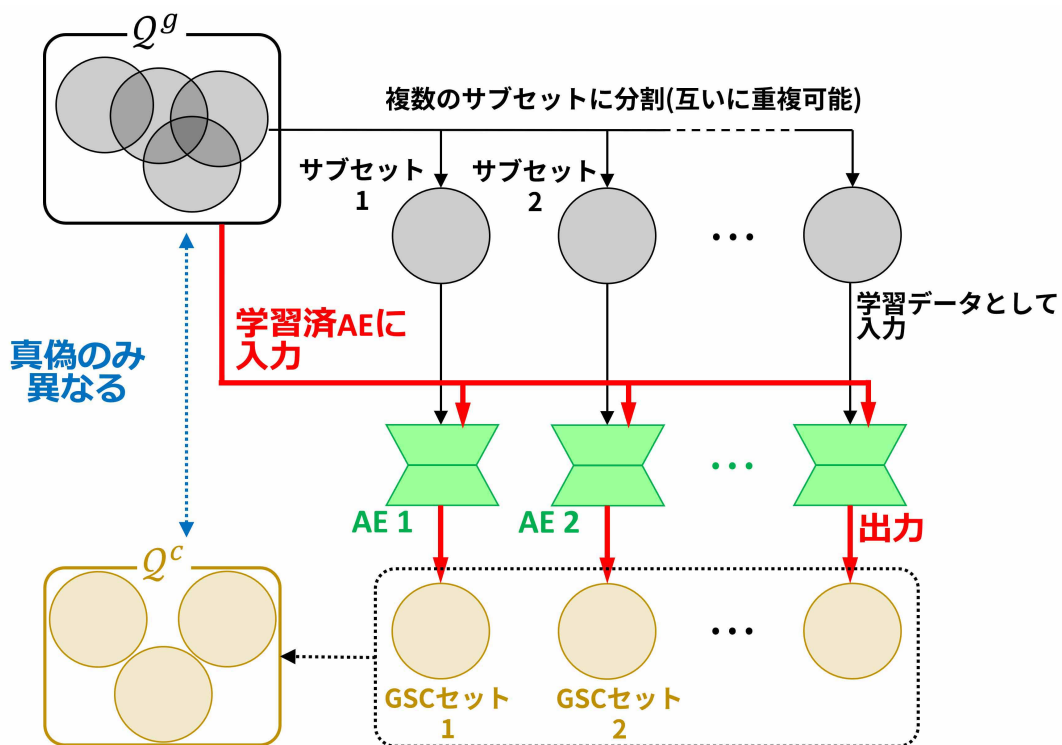 𝒬^g
複数のサブセットに分割(互いに重複可能)
サブセット
1
サブセット
2
...
学習データとして
入力
学習済AEに
入力
真偽のみ
異なる
...
AE 1
AE 2
出力
𝒬^c
...
GSCセット
1
GSCセット
2